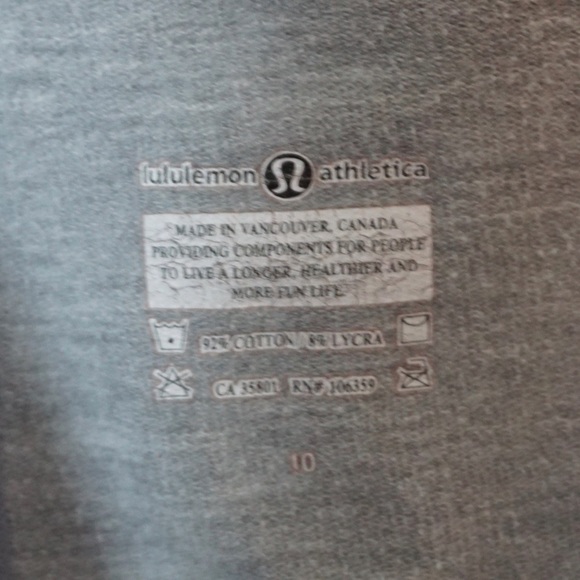 lululemon athletica
MADE IN VANCOUVER, CANADA
PROVIDING COMPONENTS FOR PEOPLE
TO LIVE A LONGER, HEALTHIER AND
MORE FUN LIFE.
92% COTTON / 8% LYCRA
CA 35801 RN# 106359
10